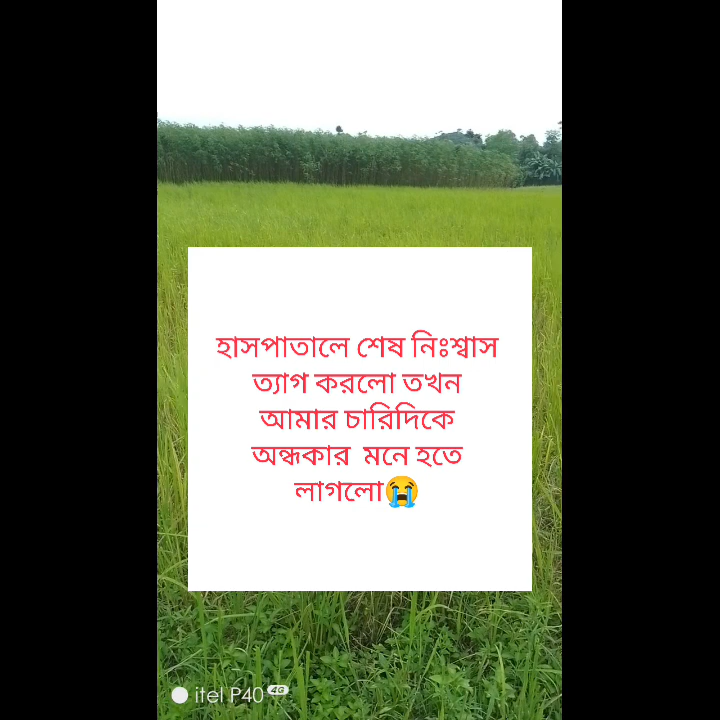 হাসপাতালে শেষ নিঃশ্বাস
ত্যাগ করলো তখন
আমার চারিদিকে
অন্ধকার  মনে হতে
লাগলো😭
itel P40 4G